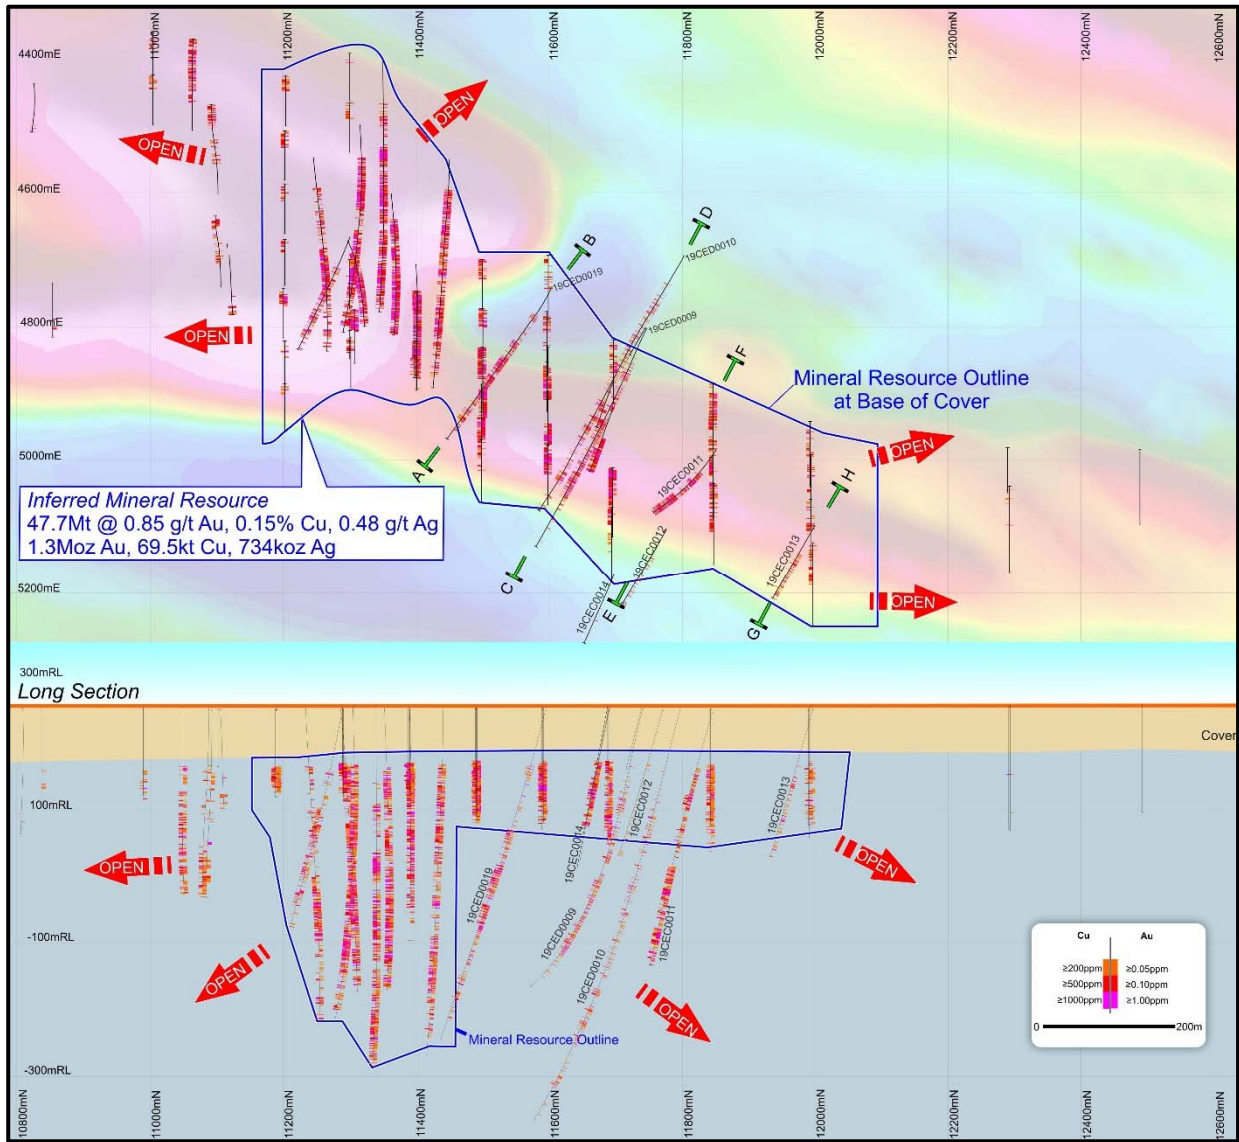 11000mN
11200mN
11400mN
11600mN
11800mN
12000mN
12200mN
12400mN
12600mN
4400mE
4600mE
4800mE
5000mE
5200mE
OPEN
OPEN
OPEN
OPEN
OPEN
B
D
F
H
A
C
E
G
19CED0019
19CED0010
19CED0009
19CEC0011
19CEC0012
19CEC0014
19CEC0013
Mineral Resource Outline
at Base of Cover
Inferred Mineral Resource
47.7Mt @ 0.85 g/t Au, 0.15% Cu, 0.48 g/t Ag
1.3Moz Au, 69.5kt Cu, 734koz Ag
300mRL
Long Section
Cover
100mRL
-100mRL
-300mRL
OPEN
OPEN
OPEN
OPEN
19CED0019
19CEC0014
19CEC0012
19CED0009
19CED0010
19CEC0011
19CEC0013
Mineral Resource Outline
Cu Au
≥200ppm ≥0.05ppm
≥500ppm ≥0.10ppm
≥1000ppm ≥1.00ppm
0 200m
10800mN
11000mN
11200mN
11400mN
11600mN
11800mN
12000mN
12200mN
12400mN
12600mN